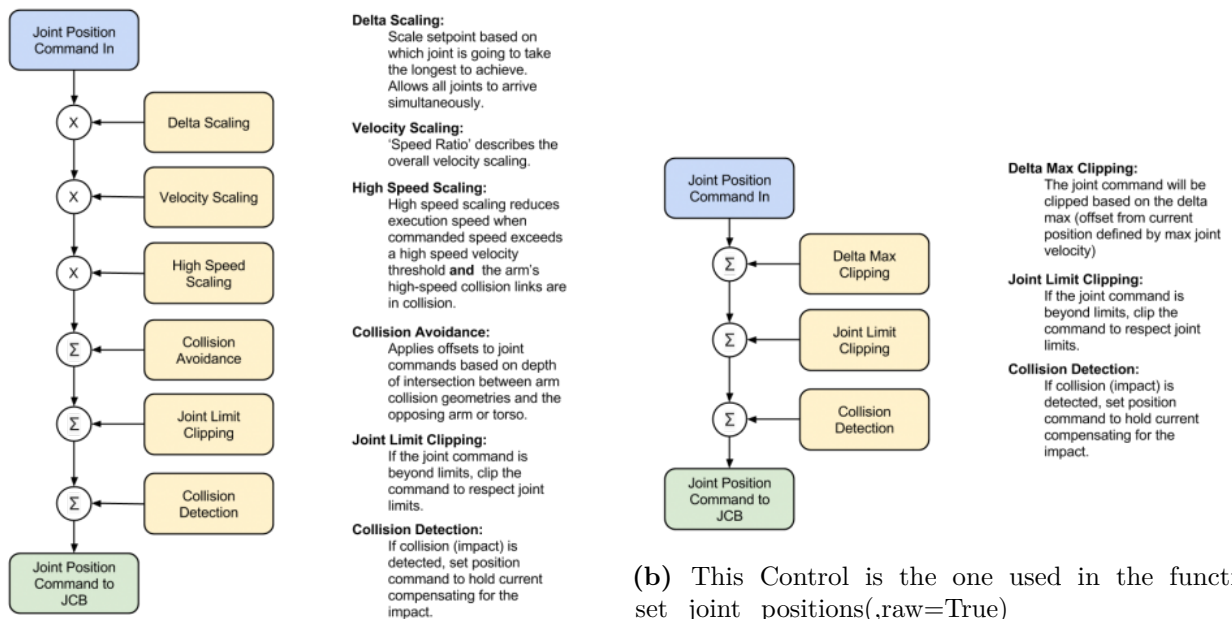 Joint Position
Command In
X
Delta Scaling
X
Velocity Scaling
X
High Speed
Scaling
Σ
Collision
Avoidance
Σ
Joint Limit
Clipping
Σ
Collision
Detection
Joint Position
Command to
JCB
Delta Scaling:
Scale setpoint based on
which joint is going to take
the longest to achieve.
Allows all joints to arrive
simultaneously.
Velocity Scaling:
'Speed Ratio' describes the
overall velocity scaling.
High Speed Scaling:
High speed scaling reduces
execution speed when
commanded speed exceeds
a high speed velocity
threshold and the arm's
high-speed collision links are
in collision.
Collision Avoidance:
Applies offsets to joint
commands based on depth
of intersection between arm
collision geometries and the
opposing arm or torso.
Joint Limit Clipping:
If the joint command is
beyond limits, clip the
command to respect joint
limits.
Collision Detection:
If collision (impact) is
detected, set position
command to hold current
compensating for the
impact.
Joint Position
Command In
Σ
Delta Max
Clipping
Σ
Joint Limit
Clipping
Σ
Collision
Detection
Joint Position
Command to
JCB
Delta Max Clipping:
The joint command will be
clipped based on the delta
max (offset from current
position defined by max joint
velocity)
Joint Limit Clipping:
If the joint command is
beyond limits, clip the
command to respect joint
limits.
Collision Detection:
If collision (impact) is
detected, set position
command to hold current
compensating for the
impact.
(b) This Control is the one used in the functi
set joint positions(,raw=True)